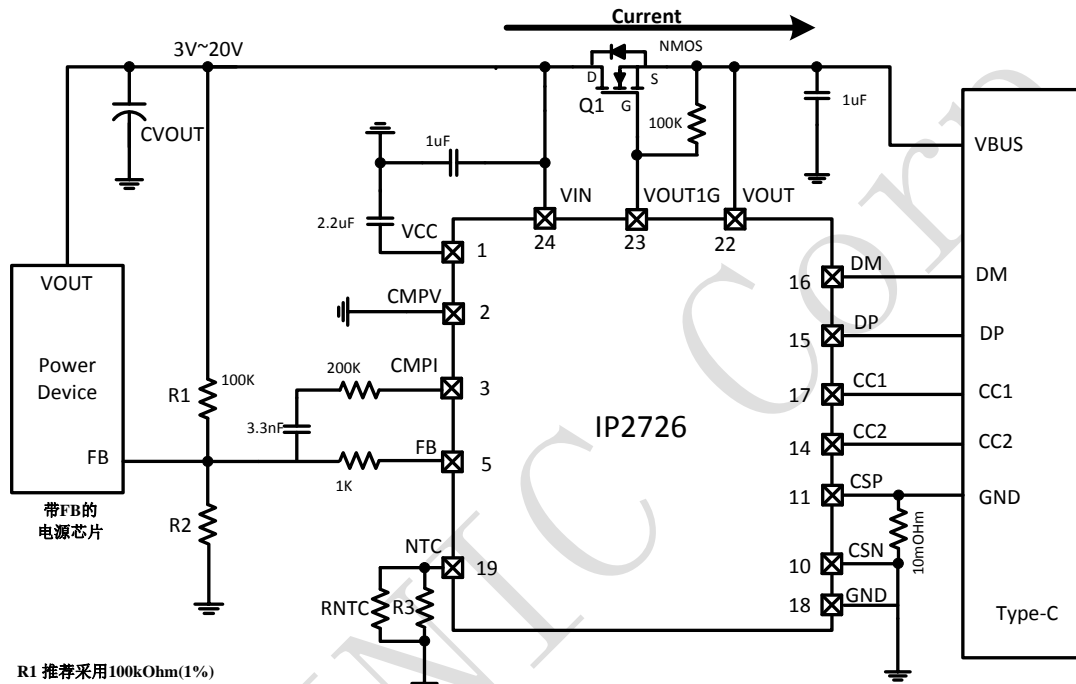 Current
3V~20V
NMOS
D
S
G
Q1
100K
1uF
CVOUT
1uF
VBUS
VIN
VOUT1G
VOUT
2.2uF
VCC
24
23
22
1
DM
DM
16
VOUT
CMPV
2
DP
DP
15
Power
Device
200K
CMPI
3
R1
100K
CC1
CC1
17
3.3nF
IP2726
CC2
CC2
14
FB
FB
5
1K
CSP
11
GND
带FB的
电源芯片
R2
10mOHm
NTC
19
CSN
10
RNTC
R3
GND
18
Type-C
R1 推荐采用100kOhm(1%)
NIC Corp